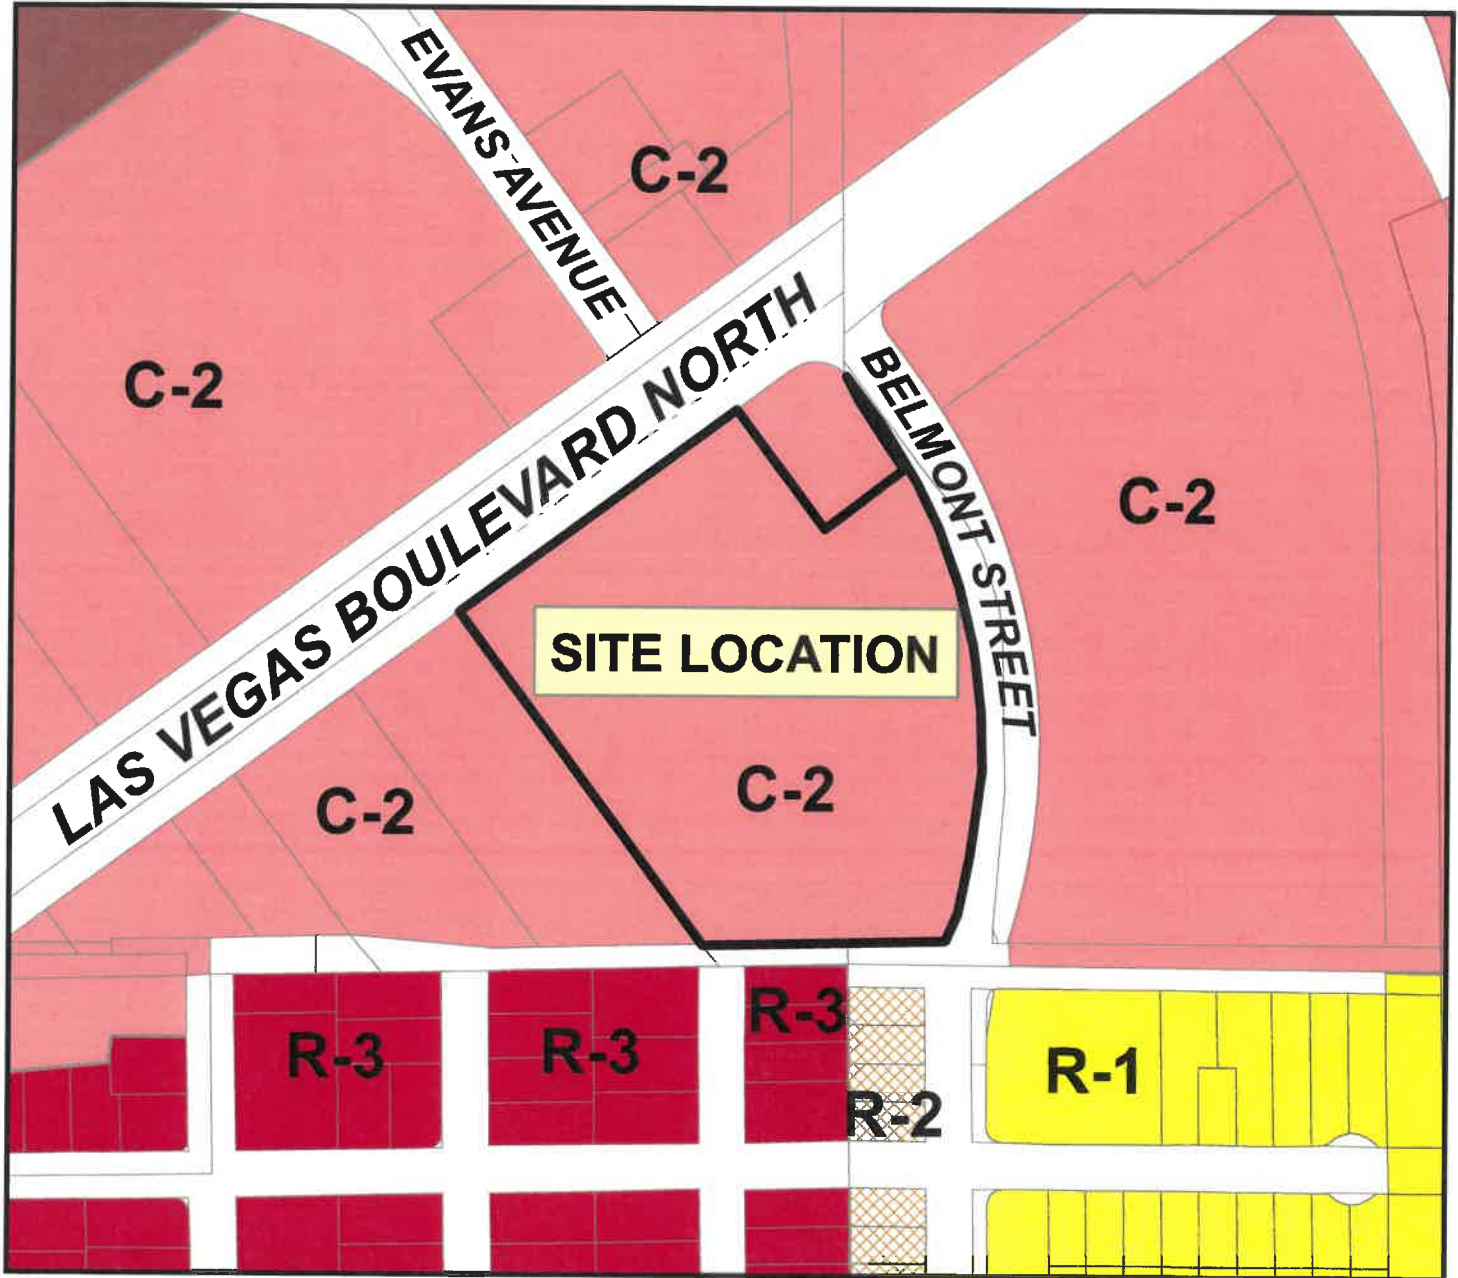 EVANS AVENUE
C-2
C-2
LAS VEGAS BOULEVARD NORTH
BELMONT STREET
C-2
SITE LOCATION
C-2
C-2
R-3
R-3
R-3
R-2
R-1